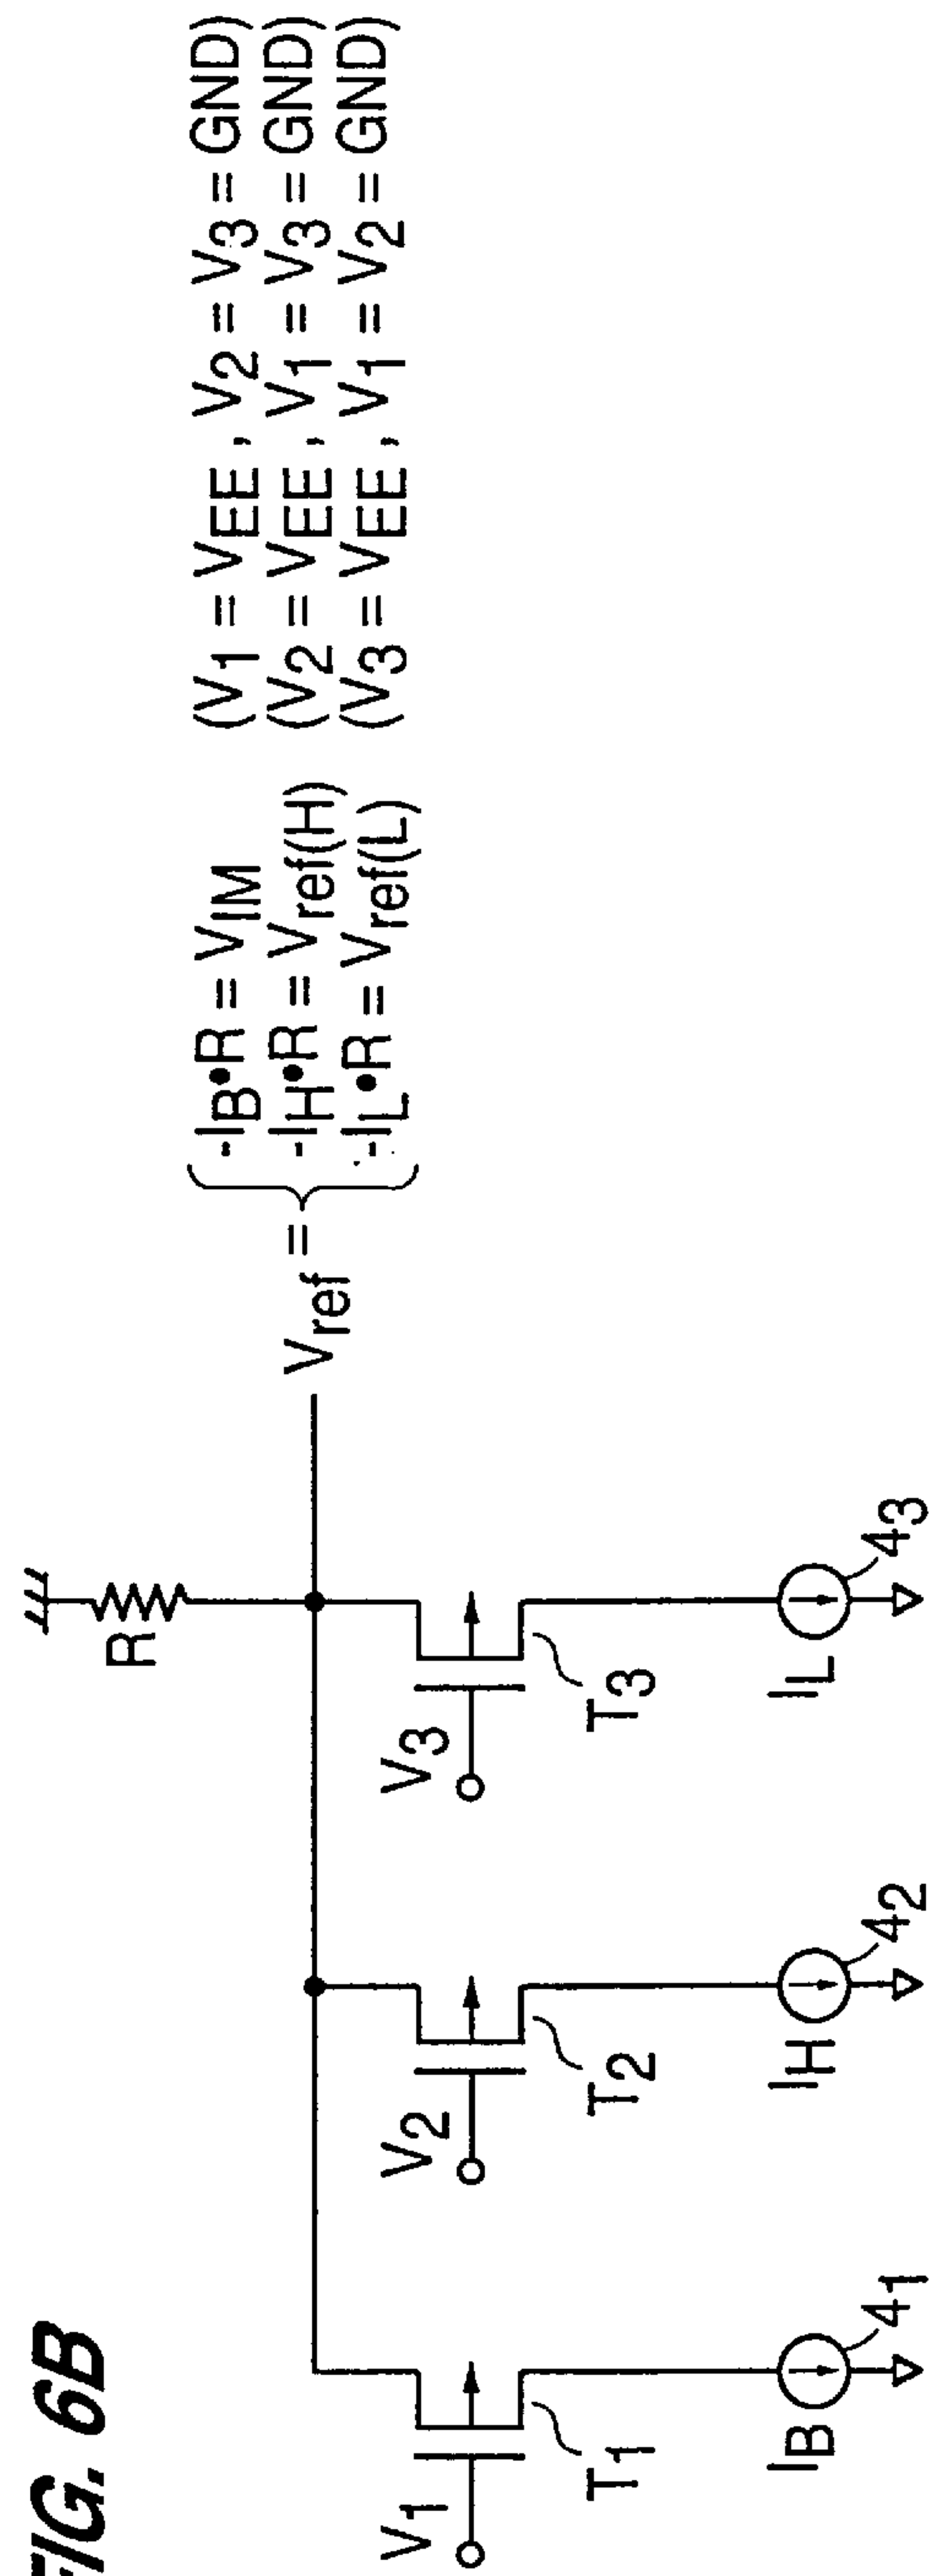 FIG. 6B
R
V1
V2
V3
T1
T2
T3
IB
41
IH
42
IL
43
Vref =
-IB•R = VIM (V1 = VEE, V2 = V3 = GND)
-IH•R = Vref(H) (V2 = VEE, V1 = V3 = GND)
-IL•R = Vref(L) (V3 = VEE, V1 = V2 = GND)